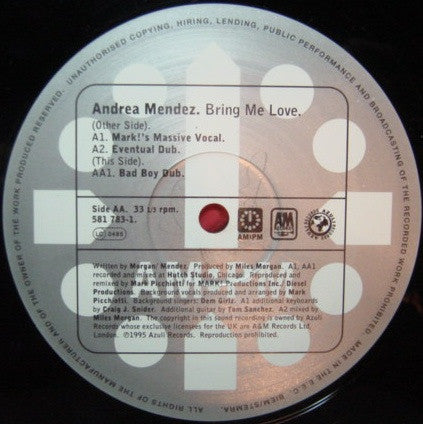 ALL RIGHTS OF THE MANUFACTURER AND OF THE OWNER OF THE WORK PRODUCED RESERVED. UNAUTHORISED COPYING, HIRING, LENDING, PUBLIC PERFORMANCE AND BROADCASTING OF THE RECORDED WORK PROHIBITED. MADE IN THE E.E.C. BIEM/STEMRA.
Andrea Mendez. Bring Me Love.
(Other Side).
A1. Mark!'s Massive Vocal.
A2. Eventual Dub.
(This Side).
AA1. Bad Boy Dub.
Side AA. 33 1/3 rpm.
581 783-1.
LC 0485
AM:PM
A&M
RECORDS
Written by Morgan/ Mendez. Produced by Miles Morgan. A1, AA1
recorded and mixed at Hutch Studio, Chicago. Reproduced and
remixed by Mark Picchiotti for MARK! Productions Inc./ Diesel
Productions. Background vocals produced and arranged by Mark
Picchiotti. Background singers: Dem Girlz. A1 additional keyboards
by Craig J. Snider. Additional guitar by Tom Sanchez. A2 mixed by
Miles Morgan. The copyright in this sound recording is owned by Azuli
Records whose exclusive licensees for the UK are A&M Records Ltd
London. ℗1995 Azuli Records. Reproduction prohibited.